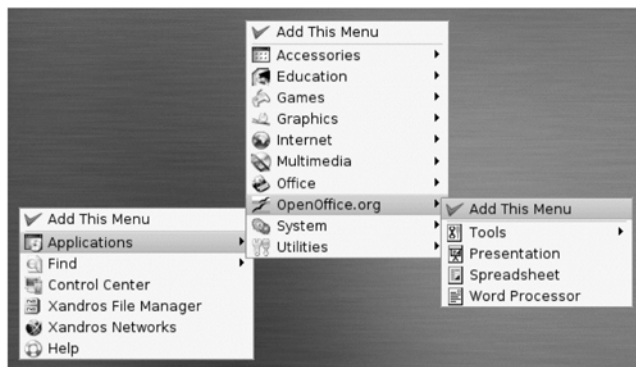 Add This Menu
Applications
Find
Control Center
Xandros File Manager
Xandros Networks
Help
Add This Menu
Accessories
Education
Games
Graphics
Internet
Multimedia
Office
OpenOffice.org
System
Utilities
Add This Menu
Tools
Presentation
Spreadsheet
Word Processor